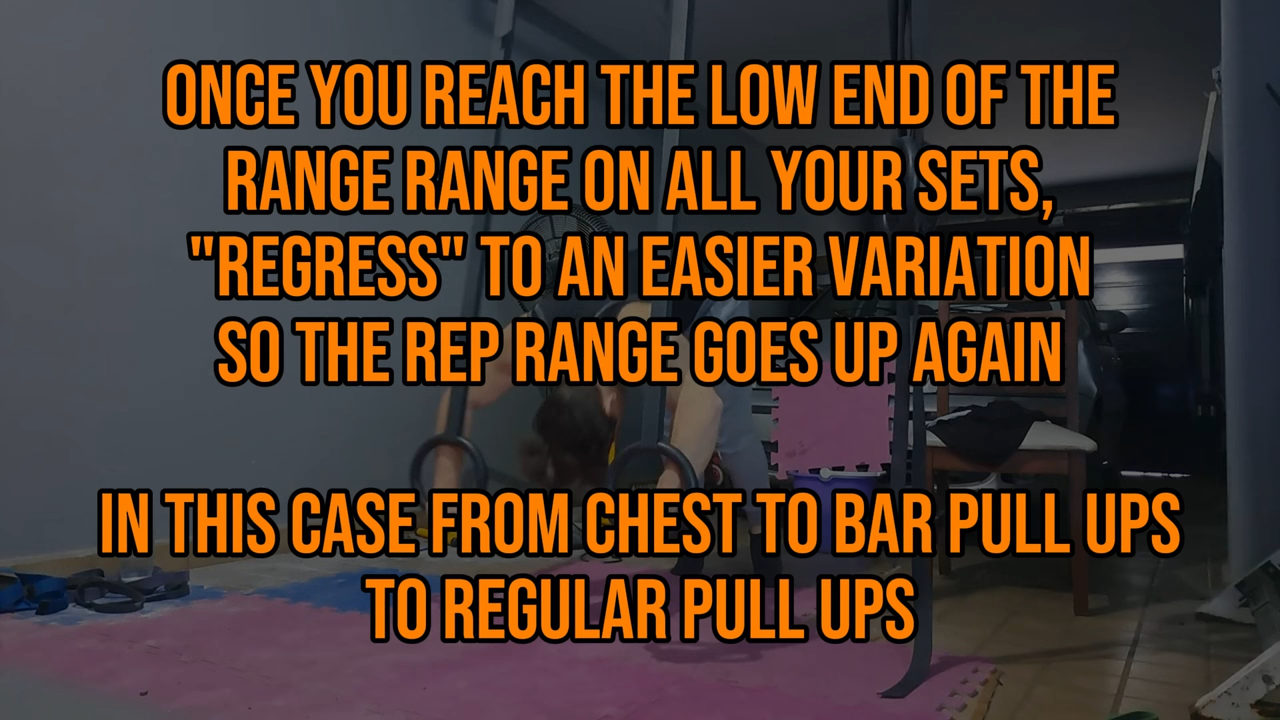 ONCE YOU REACH THE LOW END OF THE
RANGE RANGE ON ALL YOUR SETS,
"REGRESS" TO AN EASIER VARIATION
SO THE REP RANGE GOES UP AGAIN
IN THIS CASE FROM CHEST TO BAR PULL UPS
TO REGULAR PULL UPS